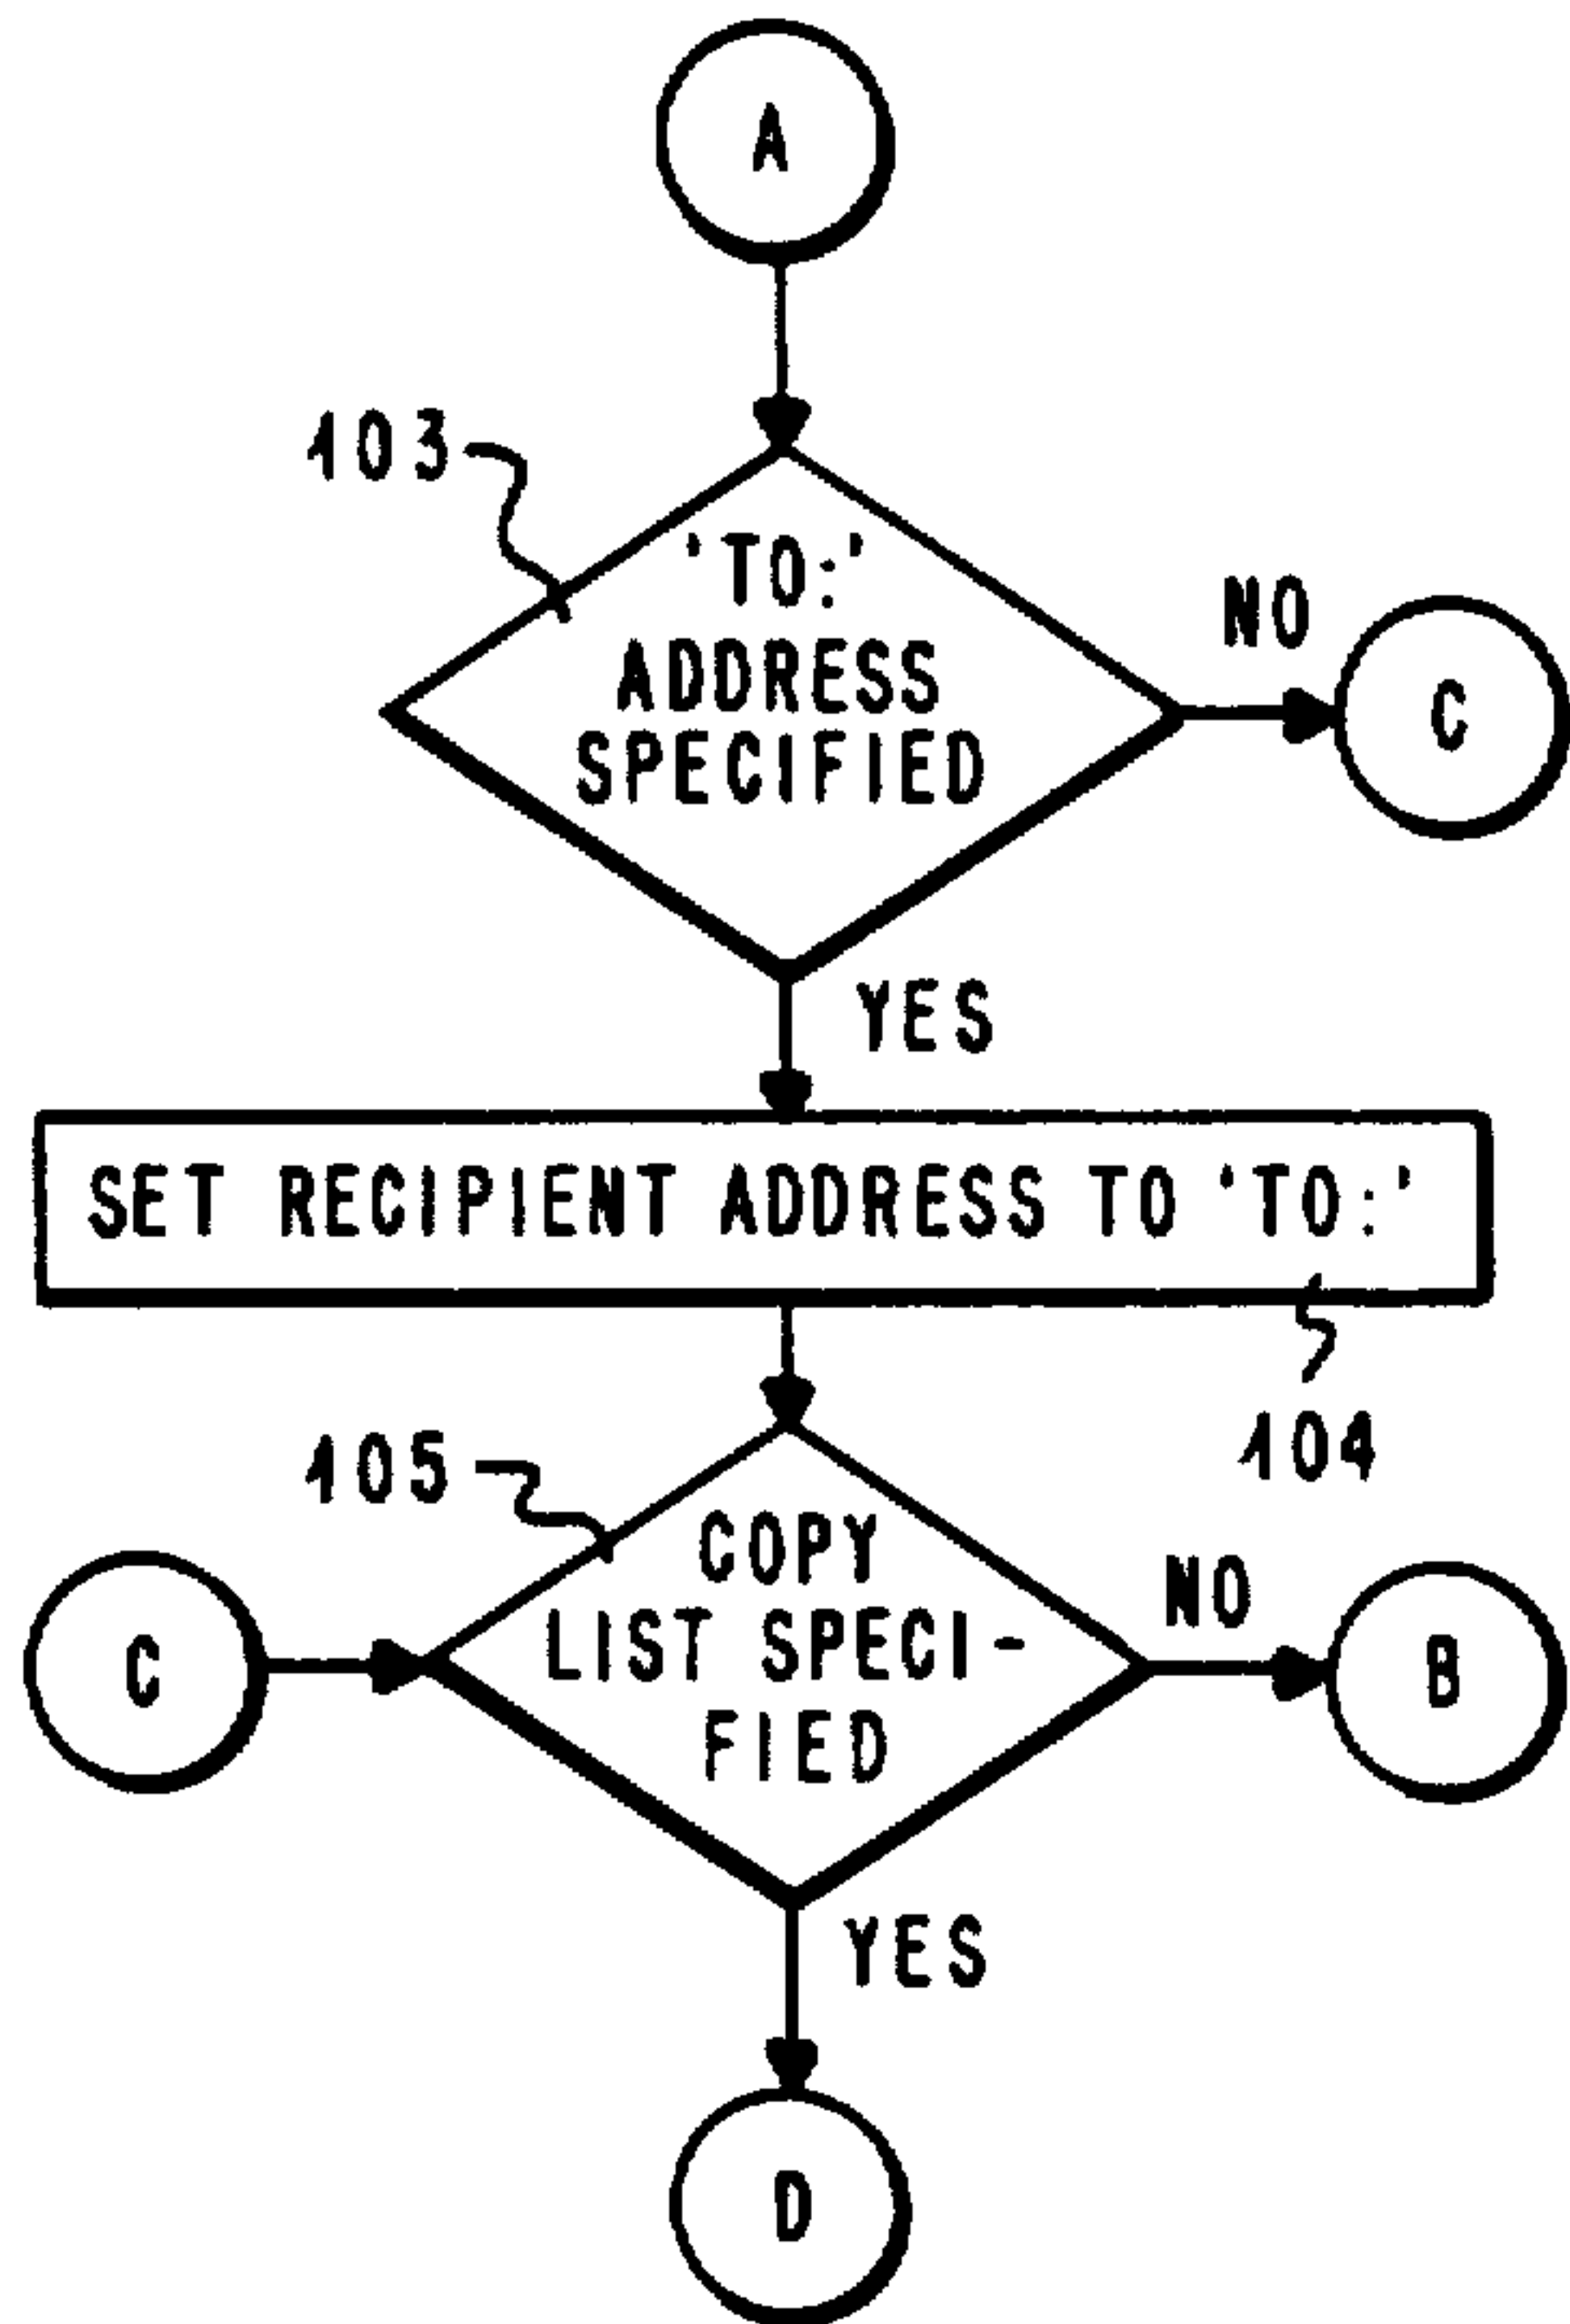 A
103
'TO:'
ADDRESS
SPECIFIED
NO
C
YES
SET RECIPIENT ADDRESS TO 'TO:'
104
105
COPY
LIST SPECI-
FIED
C
NO
B
YES
D